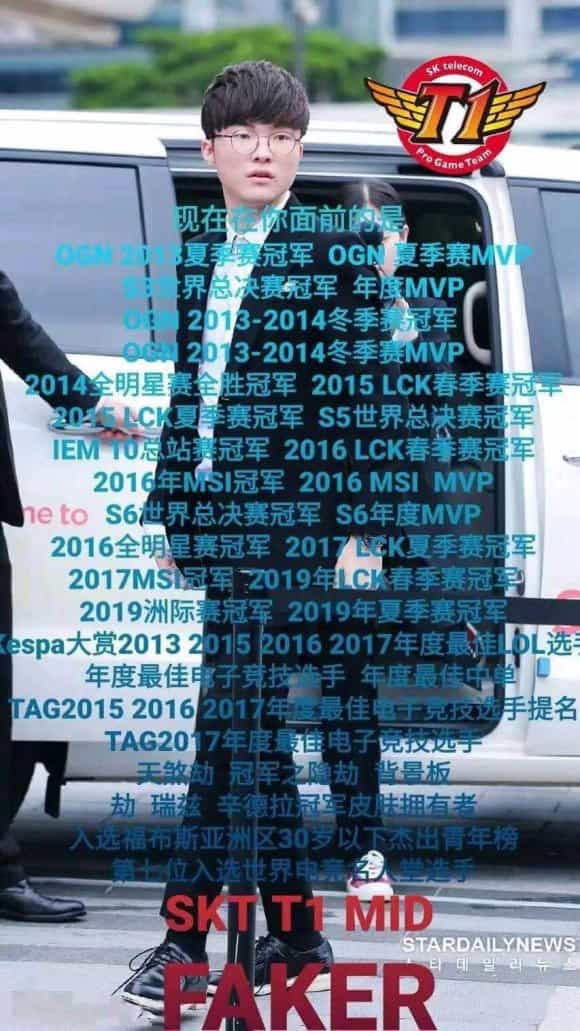 SK telecom
T1
Pro Game Team
现在在你面前的是
OGN 2013夏季赛冠军 OGN 夏季赛MVP
S3世界总决赛冠军 年度MVP
OGN 2013-2014冬季赛冠军
OGN 2013-2014冬季赛MVP
2014全明星赛全胜冠军 2015 LCK春季赛冠军
2015 LCK夏季赛冠军 S5世界总决赛冠军
IEM 10总站赛冠军 2016 LCK春季赛冠军
2016年MSI冠军 2016 MSI MVP
me to
S6世界总决赛冠军 S6年度MVP
2016全明星赛冠军 2017 LCK夏季赛冠军
2017MSI冠军 2019年LCK春季赛冠军
2019洲际赛冠军 2019年夏季赛冠军
Kespa大赏2013 2015 2016 2017年度最佳LOL选手
年度最佳电子竞技选手 年度最佳中单
TAG2015 2016 2017年度最佳电子竞技选手提名
TAG2017年度最佳电子竞技选手
天煞劫 冠军之隐劫 背景板
劫 瑞兹 辛德拉冠军皮肤拥有者
入选福布斯亚洲区30岁以下杰出青年榜
第七位入选世界电竞名人堂选手
SKT T1 MID
STARDAILYNEWS
스타데일리뉴스
FAKER